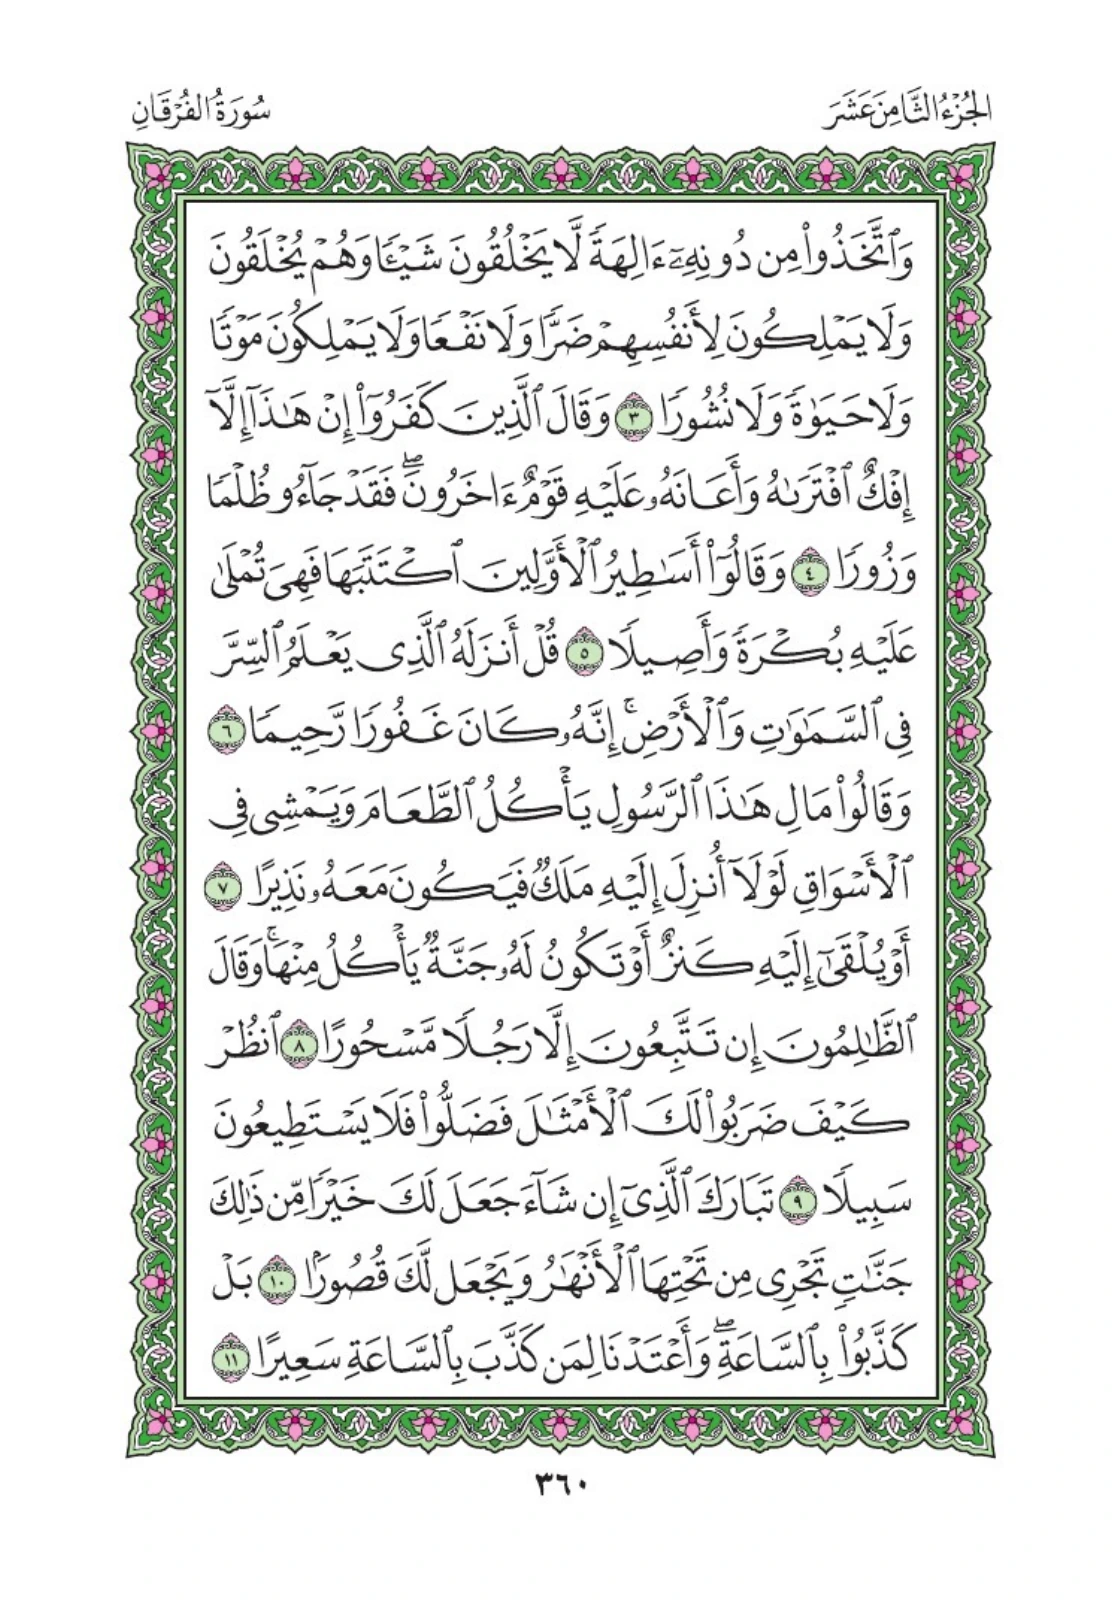 الجُزْءُ الثَّامِنَ عَشَرَ
سُورَةُ الفُرْقَانِ
وَٱتَّخَذُوا۟ مِن دُونِهِۦٓ ءَالِهَةً لَّا يَخْلُقُونَ شَيْـًٔا وَهُمْ يُخْلَقُونَ
وَلَا يَمْلِكُونَ لِأَنفُسِهِمْ ضَرًّا وَلَا نَفْعًا وَلَا يَمْلِكُونَ مَوْتًا
وَلَا حَيَوٰةً وَلَا نُشُورًا ٣ وَقَالَ ٱلَّذِينَ كَفَرُوٓا۟ إِنْ هَـٰذَآ إِلَّآ
إِفْكٌ ٱفْتَرَىٰهُ وَأَعَانَهُۥ عَلَيْهِ قَوْمٌ ءَاخَرُونَ ۖ فَقَدْ جَآءُو ظُلْمًا
وَزُورًا ٤ وَقَالُوٓا۟ أَسَـٰطِيرُ ٱلْأَوَّلِينَ ٱكْتَتَبَهَا فَهِىَ تُمْلَىٰ
عَلَيْهِ بُكْرَةً وَأَصِيلًا ٥ قُلْ أَنزَلَهُ ٱلَّذِى يَعْلَمُ ٱلسِّرَّ
فِى ٱلسَّمَـٰوَٰتِ وَٱلْأَرْضِ ۚ إِنَّهُۥ كَانَ غَفُورًا رَّحِيمًا ٦
وَقَالُوا۟ مَالِ هَـٰذَا ٱلرَّسُولِ يَأْكُلُ ٱلطَّعَامَ وَيَمْشِى فِى
ٱلْأَسْوَاقِ لَوْلَآ أُنزِلَ إِلَيْهِ مَلَكٌ فَيَكُونَ مَعَهُۥ نَذِيرًا ٧
أَوْ يُلْقَىٰٓ إِلَيْهِ كَنزٌ أَوْ تَكُونُ لَهُۥ جَنَّةٌ يَأْكُلُ مِنْهَا ۚ وَقَالَ
ٱلظَّـٰلِمُونَ إِن تَتَّبِعُونَ إِلَّا رَجُلًا مَّسْحُورًا ٨ ٱنظُرْ
كَيْفَ ضَرَبُوا۟ لَكَ ٱلْأَمْثَـٰلَ فَضَلُّوا۟ فَلَا يَسْتَطِيعُونَ
سَبِيلًا ٩ تَبَارَكَ ٱلَّذِىٓ إِن شَآءَ جَعَلَ لَكَ خَيْرًا مِّن ذَٰلِكَ
جَنَّـٰتٍ تَجْرِى مِن تَحْتِهَا ٱلْأَنْهَـٰرُ وَيَجْعَل لَّكَ قُصُورًۢا ١٠ بَلْ
كَذَّبُوا۟ بِٱلسَّاعَةِ ۖ وَأَعْتَدْنَا لِمَن كَذَّبَ بِٱلسَّاعَةِ سَعِيرًا ١١
٣٦٠